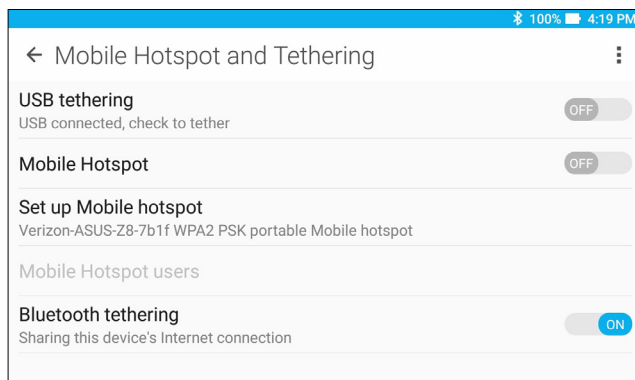 100% 4:19 PM
Mobile Hotspot and Tethering
USB tethering
OFF
USB connected, check to tether
Mobile Hotspot
OFF
Set up Mobile hotspot
Verizon-ASUS-Z8-7b1f WPA2 PSK portable Mobile hotspot
Mobile Hotspot users
Bluetooth tethering
ON
Sharing this device's Internet connection